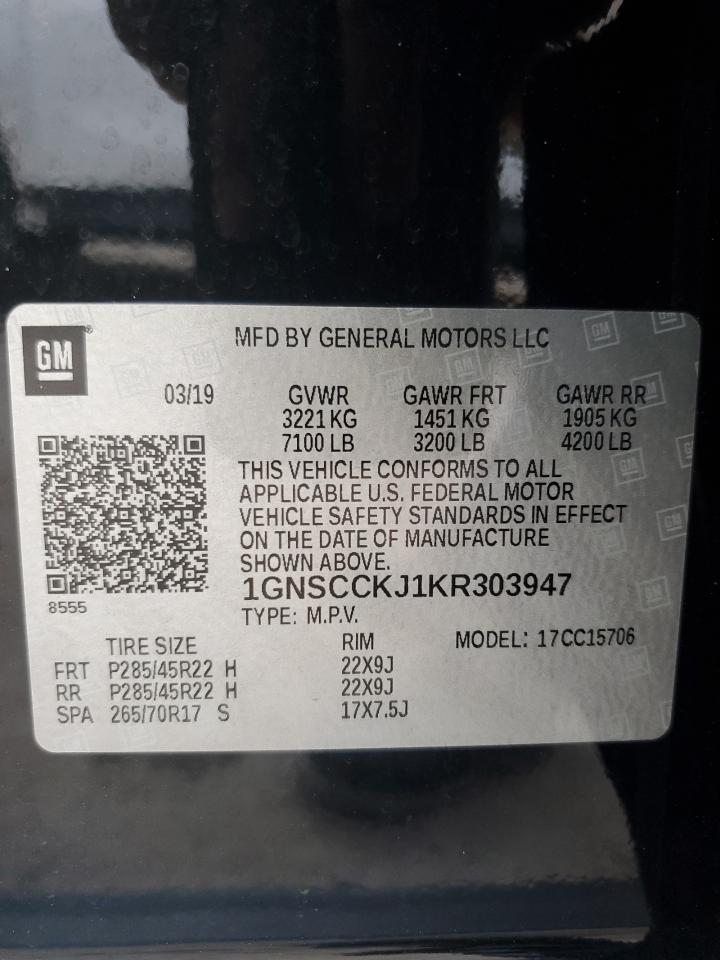 GM
MFD BY GENERAL MOTORS LLC
03/19 GVWR GAWR FRT GAWR RR
3221 KG 1451 KG 1905 KG
7100 LB 3200 LB 4200 LB
THIS VEHICLE CONFORMS TO ALL
APPLICABLE U.S. FEDERAL MOTOR
VEHICLE SAFETY STANDARDS IN EFFECT
ON THE DATE OF MANUFACTURE
SHOWN ABOVE.
1GNSCCKJ1KR303947
8555
TYPE: M.P.V.
TIRE SIZE RIM MODEL: 17CC15706
FRT P285/45R22 H 22X9J
RR P285/45R22 H 22X9J
SPA 265/70R17 S 17X7.5J